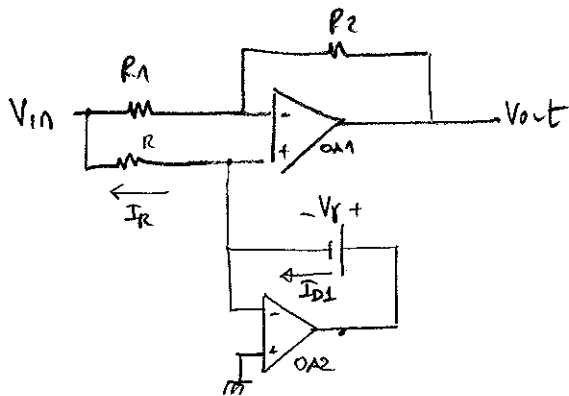 R2
R1
Vin
-
Vout
R
+
OA1
IR
- Vγ +
ID1
-
+
OA2